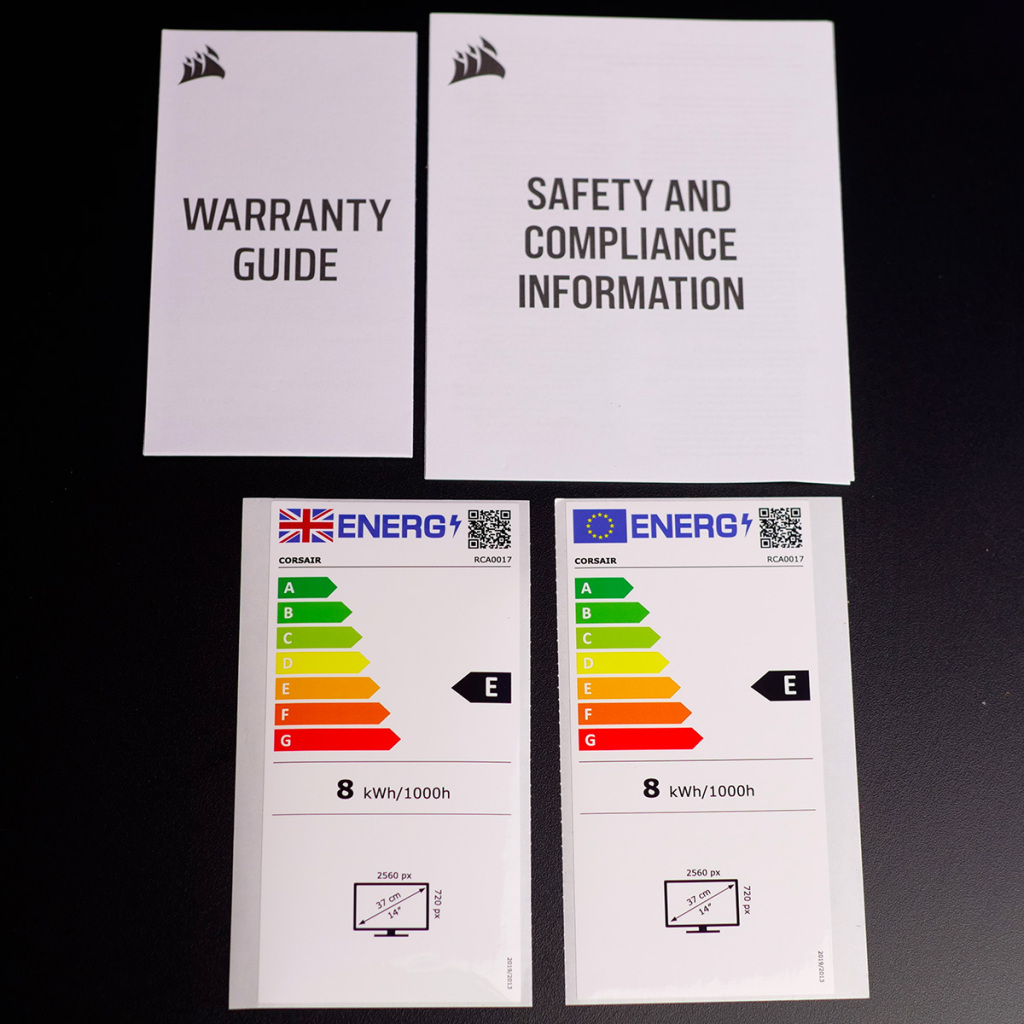 WARRANTY
GUIDE
SAFETY AND
COMPLIANCE
INFORMATION
ENERG
CORSAIR RCA0017
A
B
C
D
E
F
G
E
8 kWh/1000h
2560 px
37 cm
14"
720 px
2019/2013
ENERG
CORSAIR RCA0017
A
B
C
D
E
F
G
E
8 kWh/1000h
2560 px
37 cm
14"
720 px
2019/2013